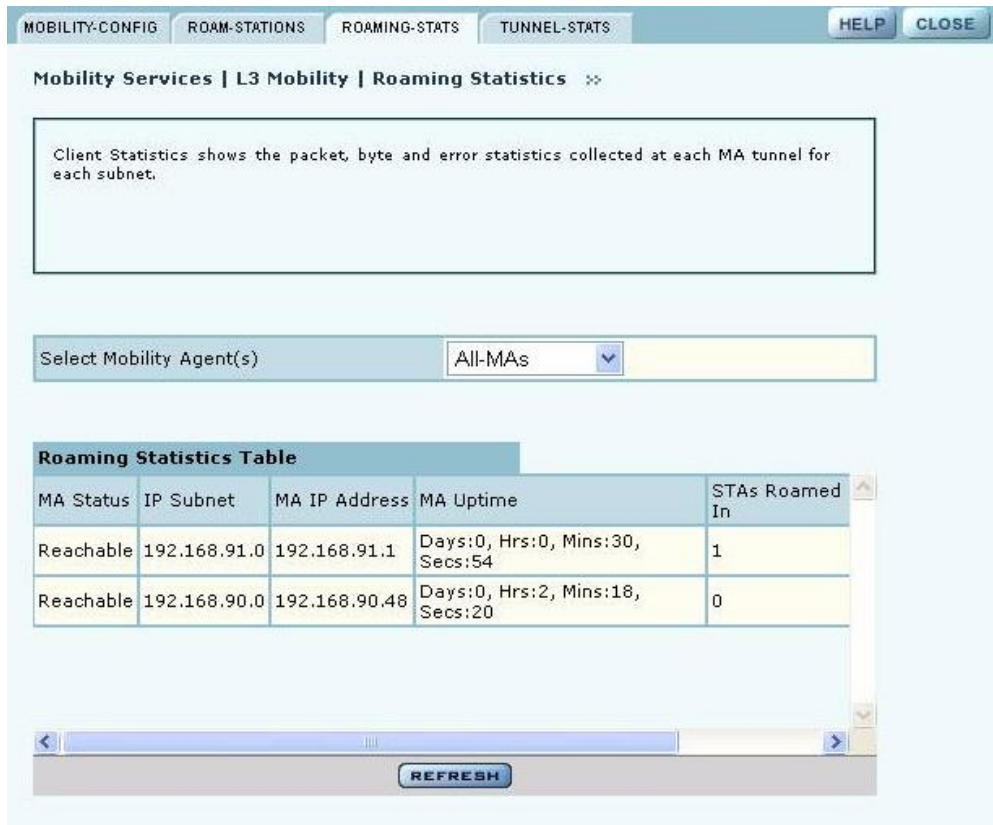 MOBILITY-CONFIG ROAM-STATIONS ROAMING-STATS TUNNEL-STATS HELP CLOSE
Mobility Services | L3 Mobility | Roaming Statistics >>
Client Statistics shows the packet, byte and error statistics collected at each MA tunnel for
each subnet.
Select Mobility Agent(s) All-MAs
Roaming Statistics Table
MA Status IP Subnet MA IP Address MA Uptime STAs Roamed
In
Reachable 192.168.91.0 192.168.91.1 Days:0, Hrs:0, Mins:30,
Secs:54 1
Reachable 192.168.90.0 192.168.90.48 Days:0, Hrs:2, Mins:18,
Secs:20 0
REFRESH